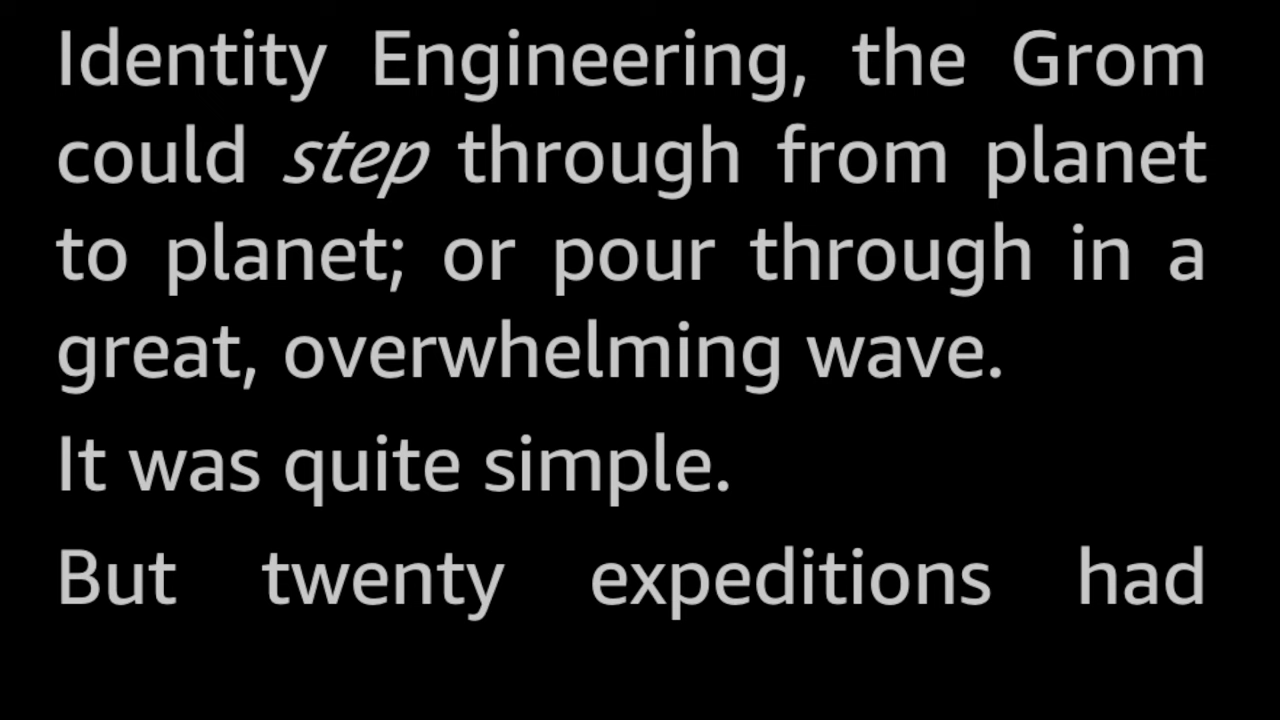 Identity Engineering, the Grom
could step through from planet
to planet; or pour through in a
great, overwhelming wave.
It was quite simple.
But twenty expeditions had